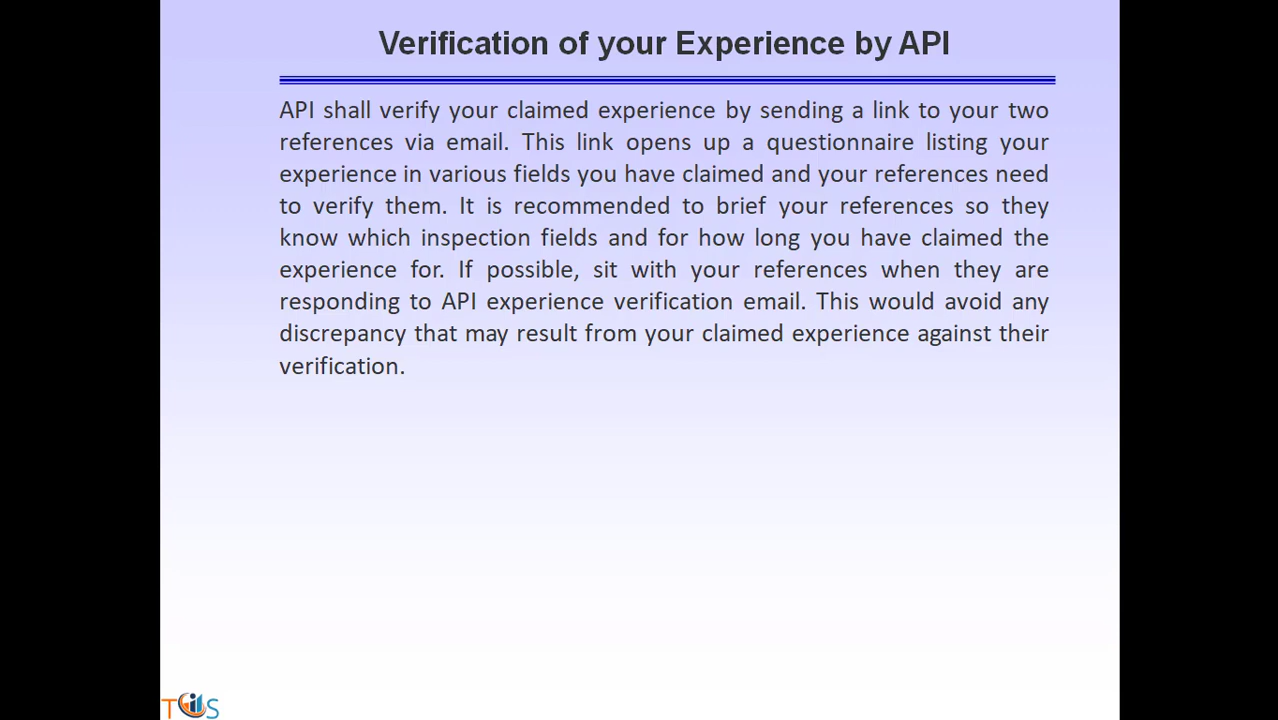 Verification of your Experience by API
API shall verify your claimed experience by sending a link to your two
references via email. This link opens up a questionnaire listing your
experience in various fields you have claimed and your references need
to verify them. It is recommended to brief your references so they
know which inspection fields and for how long you have claimed the
experience for. If possible, sit with your references when they are
responding to API experience verification email. This would avoid any
discrepancy that may result from your claimed experience against their
verification.